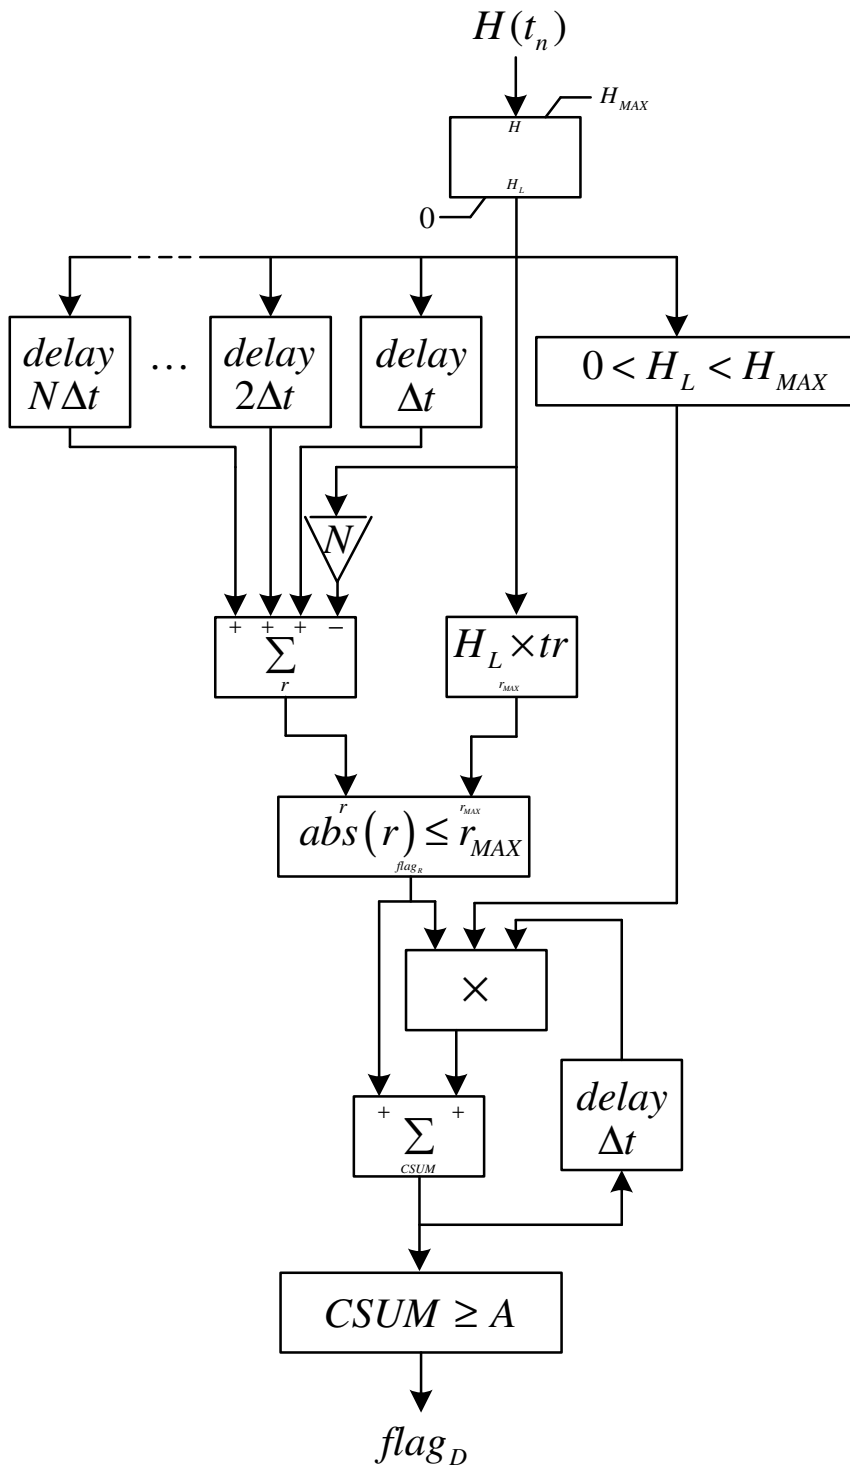 H(t_n)
H_MAX
H
H_L
0
delay
NΔt
...
delay
2Δt
delay
Δt
0 < H_L < H_MAX
N
+ + + −
∑
r
H_L × tr
r_MAX
r r_MAX
abs(r) ≤ r_MAX
flag_R
×
+ +
∑
CSUM
delay
Δt
CSUM ≥ A
flag_D